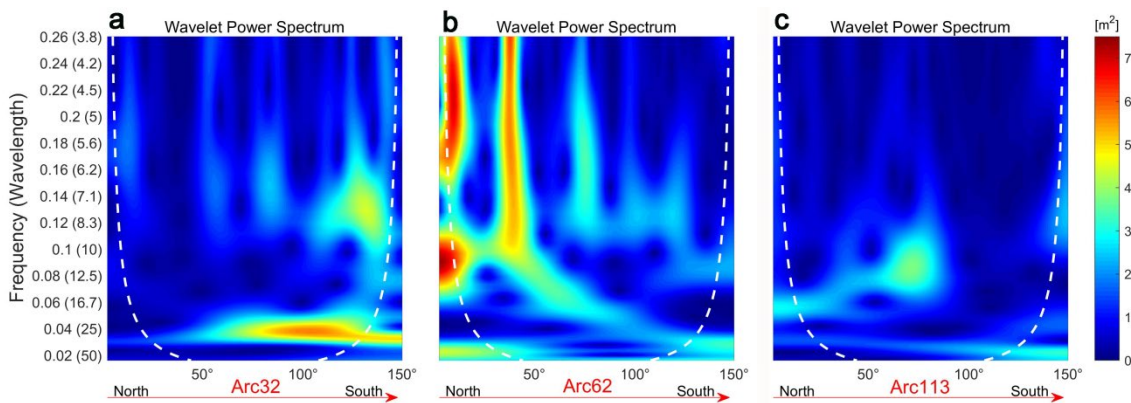 a
Wavelet Power Spectrum
b
Wavelet Power Spectrum
c
Wavelet Power Spectrum
[m²]
Frequency (Wavelength)
0.26 (3.8)
0.24 (4.2)
0.22 (4.5)
0.2 (5)
0.18 (5.6)
0.16 (6.2)
0.14 (7.1)
0.12 (8.3)
0.1 (10)
0.08 (12.5)
0.06 (16.7)
0.04 (25)
0.02 (50)
7
6
5
4
3
2
1
0
50° 100° 150°
North Arc32 South
50° 100° 150°
North Arc62 South
50° 100° 150°
North Arc113 South